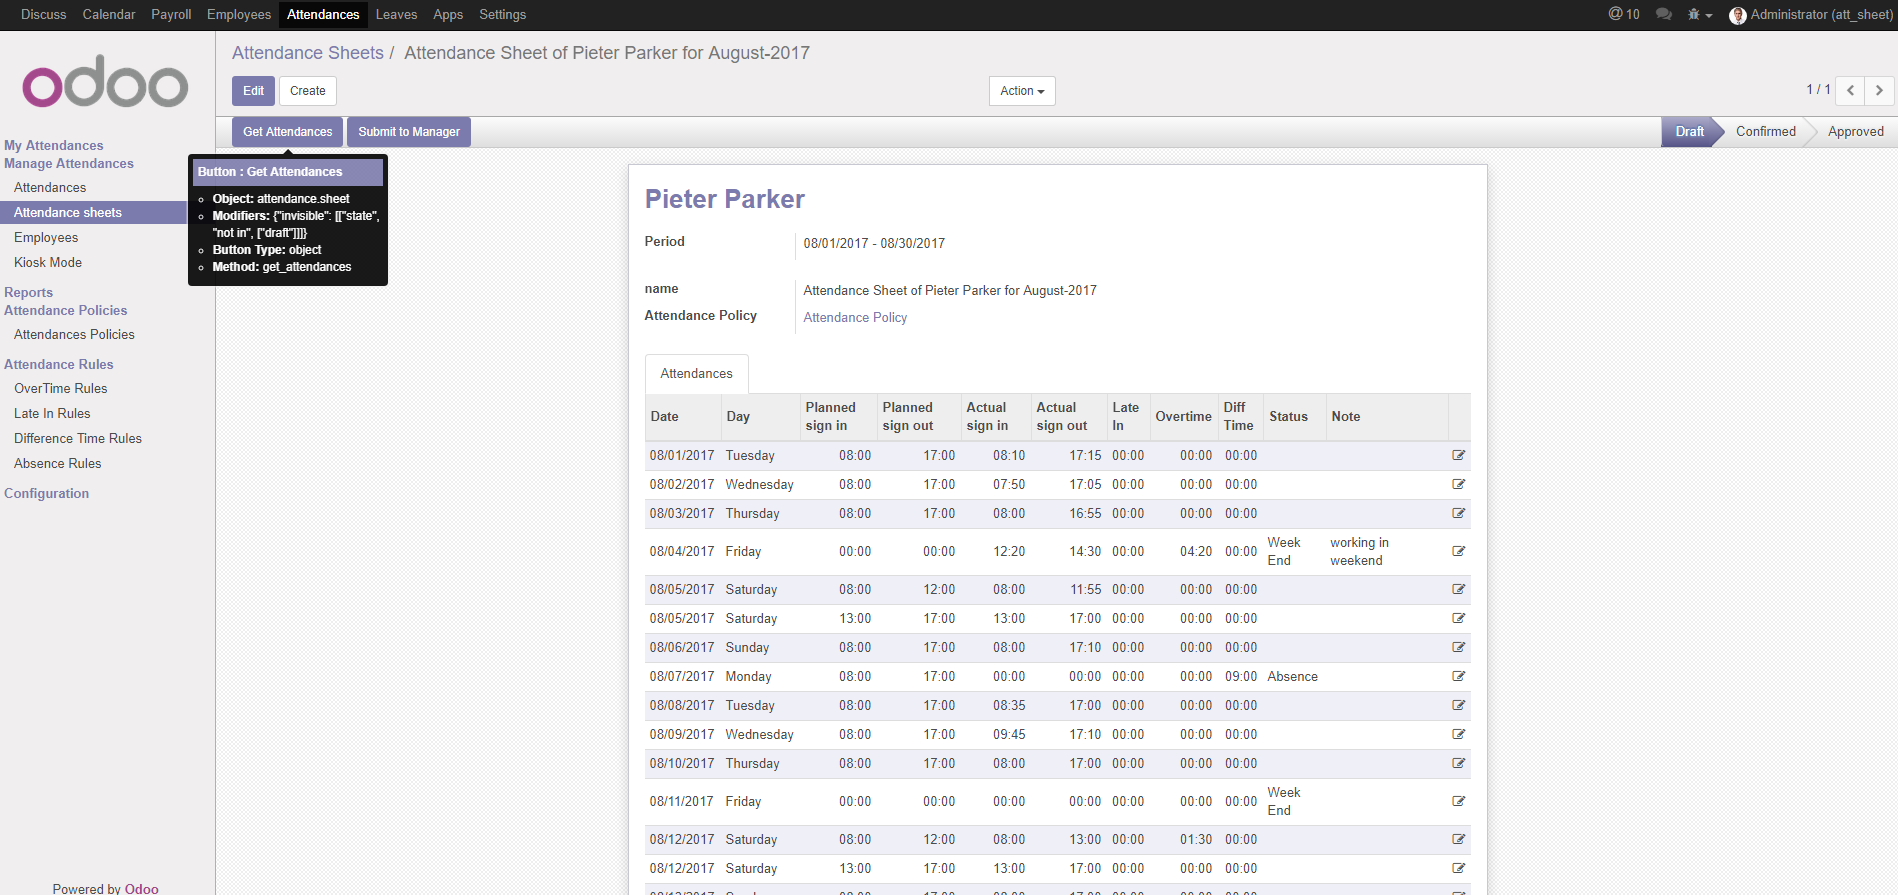 Discuss Calendar Payroll Employees Attendances Leaves Apps Settings @ 10 Administrator (att_sheet)
odoo
Attendance Sheets / Attendance Sheet of Pieter Parker for August-2017
Edit Create Action 1 / 1
Get Attendances Submit to Manager Draft Confirmed Approved
My Attendances
Manage Attendances
Attendances
Attendance sheets
Employees
Kiosk Mode
Reports
Attendance Policies
Attendances Policies
Attendance Rules
OverTime Rules
Late In Rules
Difference Time Rules
Absence Rules
Configuration
Powered by Odoo
Button : Get Attendances
Object: attendance.sheet
Modifiers: {"invisible": [["state",
"not in", ["draft"]]]}
Button Type: object
Method: get_attendances
Pieter Parker
Period 08/01/2017 - 08/30/2017
name Attendance Sheet of Pieter Parker for August-2017
Attendance Policy Attendance Policy
Attendances
Date Day Planned sign in Planned sign out Actual sign in Actual sign out Late In Overtime Diff Time Status Note
08/01/2017 Tuesday 08:00 17:00 08:10 17:15 00:00 00:00 00:00
08/02/2017 Wednesday 08:00 17:00 07:50 17:05 00:00 00:00 00:00
08/03/2017 Thursday 08:00 17:00 08:00 16:55 00:00 00:00 00:00
08/04/2017 Friday 00:00 00:00 12:20 14:30 00:00 04:20 00:00 Week End working in weekend
08/05/2017 Saturday 08:00 12:00 08:00 11:55 00:00 00:00 00:00
08/05/2017 Saturday 13:00 17:00 13:00 17:00 00:00 00:00 00:00
08/06/2017 Sunday 08:00 17:00 08:00 17:10 00:00 00:00 00:00
08/07/2017 Monday 08:00 17:00 00:00 00:00 00:00 00:00 09:00 Absence
08/08/2017 Tuesday 08:00 17:00 08:35 17:00 00:00 00:00 00:00
08/09/2017 Wednesday 08:00 17:00 09:45 17:10 00:00 00:00 00:00
08/10/2017 Thursday 08:00 17:00 08:00 17:00 00:00 00:00 00:00
08/11/2017 Friday 00:00 00:00 00:00 00:00 00:00 00:00 00:00 Week End
08/12/2017 Saturday 08:00 12:00 08:00 13:00 00:00 01:30 00:00
08/12/2017 Saturday 13:00 17:00 13:00 17:00 00:00 00:00 00:00